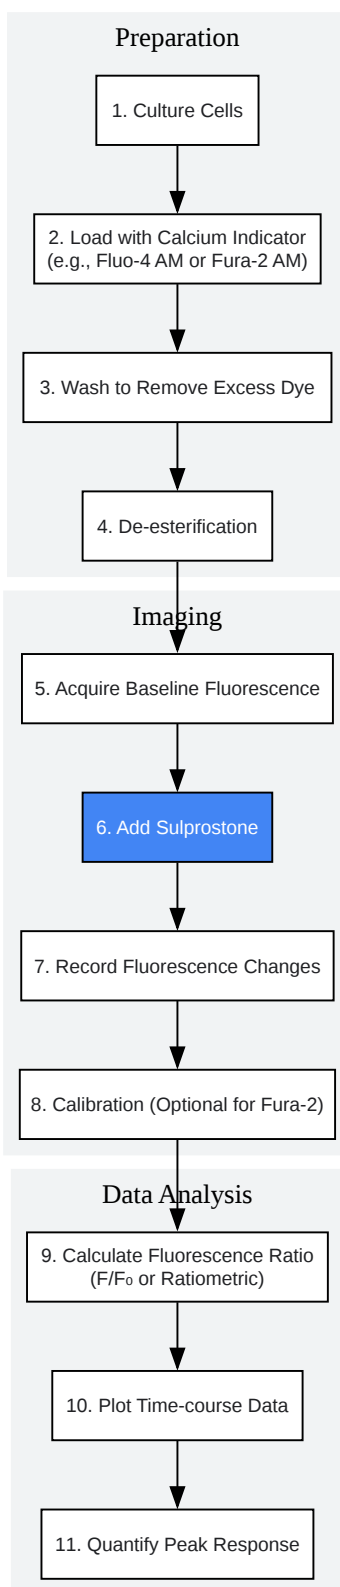 Preparation
1. Culture Cells
2. Load with Calcium Indicator
(e.g., Fluo-4 AM or Fura-2 AM)
3. Wash to Remove Excess Dye
4. De-esterification
Imaging
5. Acquire Baseline Fluorescence
6. Add Sulprostone
7. Record Fluorescence Changes
8. Calibration (Optional for Fura-2)
Data Analysis
9. Calculate Fluorescence Ratio
(F/F₀ or Ratiometric)
10. Plot Time-course Data
11. Quantify Peak Response